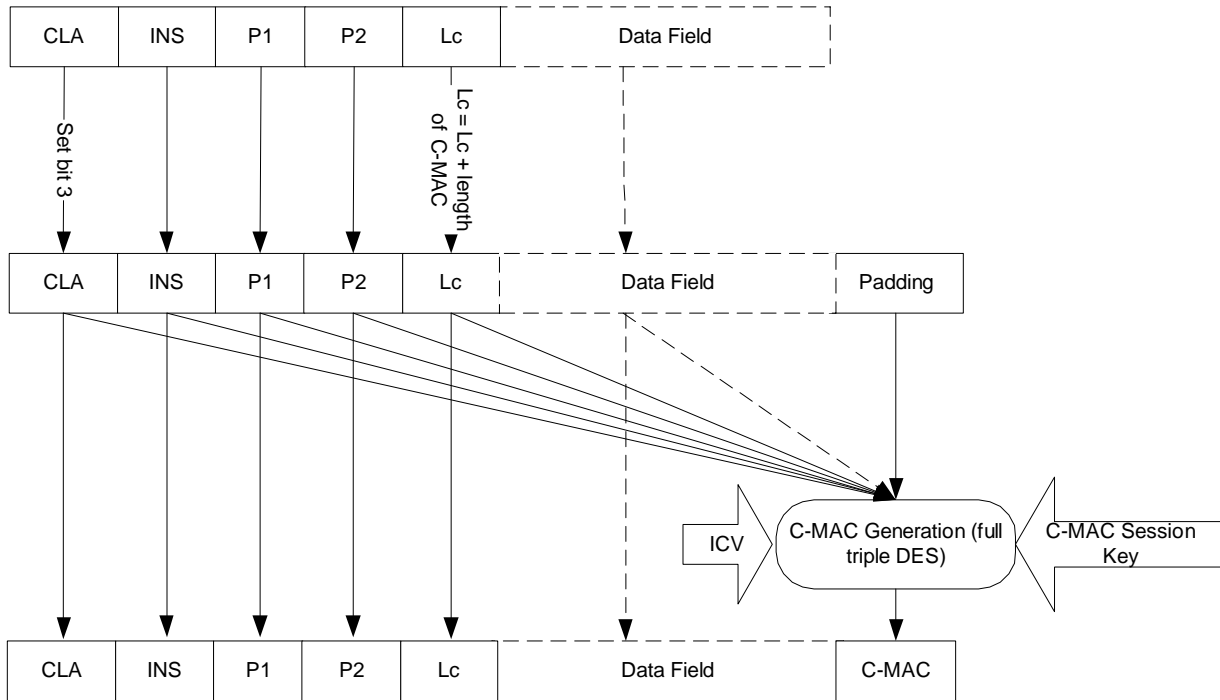 CLA INS P1 P2 Lc Data Field
Set bit 3
Lc = Lc + length
of C-MAC
CLA INS P1 P2 Lc Data Field Padding
ICV
C-MAC Generation (full
triple DES)
C-MAC Session
Key
CLA INS P1 P2 Lc Data Field C-MAC